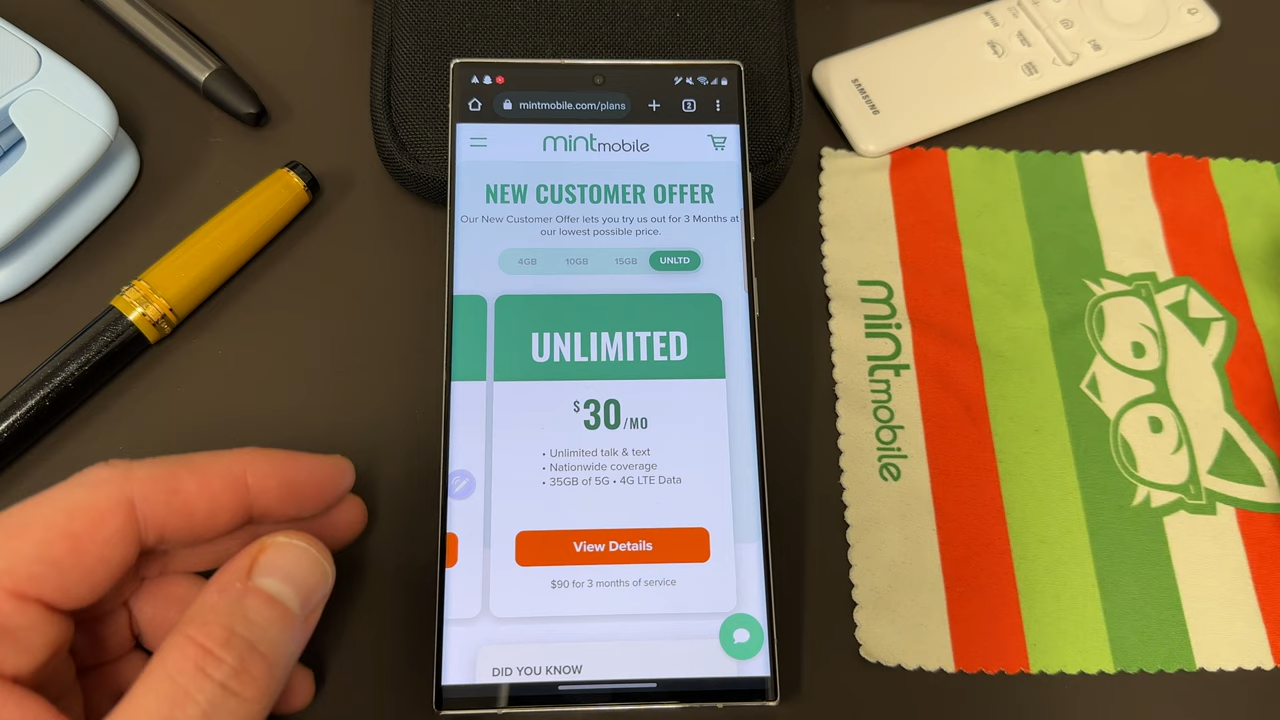 mintmobile.com/plans
2
mintmobile
NEW CUSTOMER OFFER
Our New Customer Offer lets you try us out for 3 Months at
our lowest possible price.
4GB 10GB 15GB UNLTD
UNLIMITED
$30/MO
• Unlimited talk & text
• Nationwide coverage
• 35GB of 5G • 4G LTE Data
View Details
$90 for 3 months of service
DID YOU KNOW
SAMSUNG
mintmobile